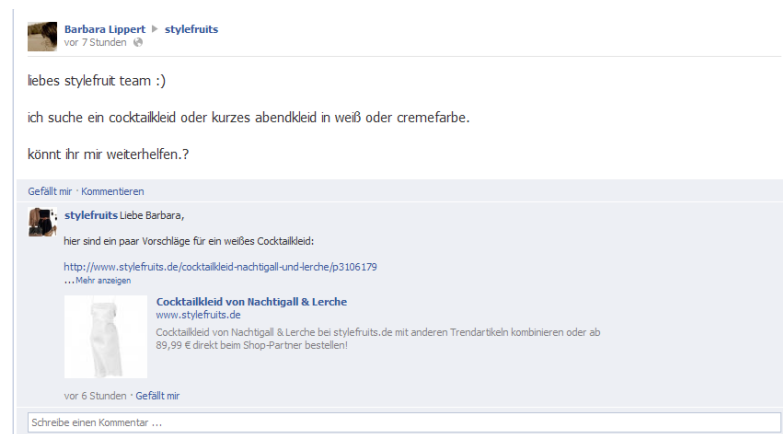 Barbara Lippert ▶ stylefruits
vor 7 Stunden
liebes stylefruit team :)
ich suche ein cocktailkleid oder kurzes abendkleid in weiß oder cremefarbe.
könnt ihr mir weiterhelfen.?
Gefällt mir · Kommentieren
stylefruits Liebe Barbara,
hier sind ein paar Vorschläge für ein weißes Cocktailkleid:
http://www.stylefruits.de/cocktailkleid-nachtigall-und-lerche/p3106179
... Mehr anzeigen
Cocktailkleid von Nachtigall & Lerche
www.stylefruits.de
Cocktailkleid von Nachtigall & Lerche bei stylefruits.de mit anderen Trendartikeln kombinieren oder ab
89,99 € direkt beim Shop-Partner bestellen!
vor 6 Stunden · Gefällt mir
Schreibe einen Kommentar ...